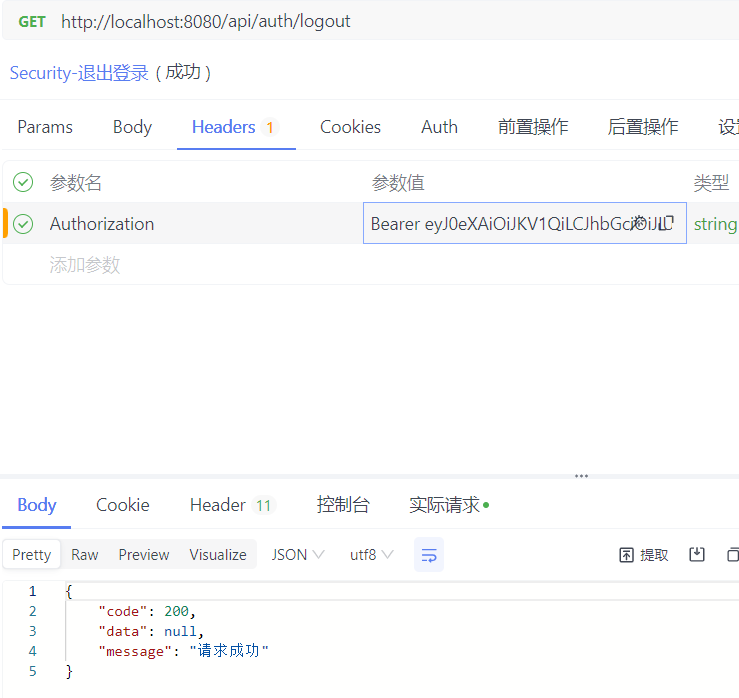 GET http://localhost:8080/api/auth/logout
Security-退出登录 ( 成功 )
Params Body Headers 1 Cookies Auth 前置操作 后置操作
参数名 参数值 类型
Authorization Bearer string
添加参数
Body Cookie Header 11 控制台 实际请求
Pretty Raw Preview Visualize JSON utf8 提取
1 {
2 "code": 200,
3 "data": null,
4 "message": "请求成功"
5 }